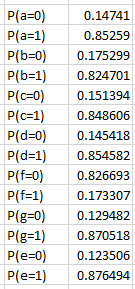 P(a=0) 0.14741
P(a=1) 0.85259
P(b=0) 0.175299
P(b=1) 0.824701
P(c=0) 0.151394
P(c=1) 0.848606
P(d=0) 0.145418
P(d=1) 0.854582
P(f=0) 0.826693
P(f=1) 0.173307
P(g=0) 0.129482
P(g=1) 0.870518
P(e=0) 0.123506
P(e=1) 0.876494